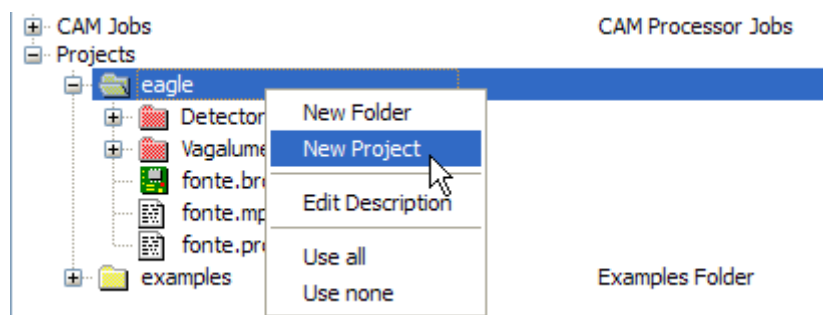 CAM Jobs CAM Processor Jobs
Projects
eagle
New Folder
Detector
New Project
Vagalume
fonte.br
Edit Description
fonte.mp
fonte.pr
Use all
examples Examples Folder
Use none